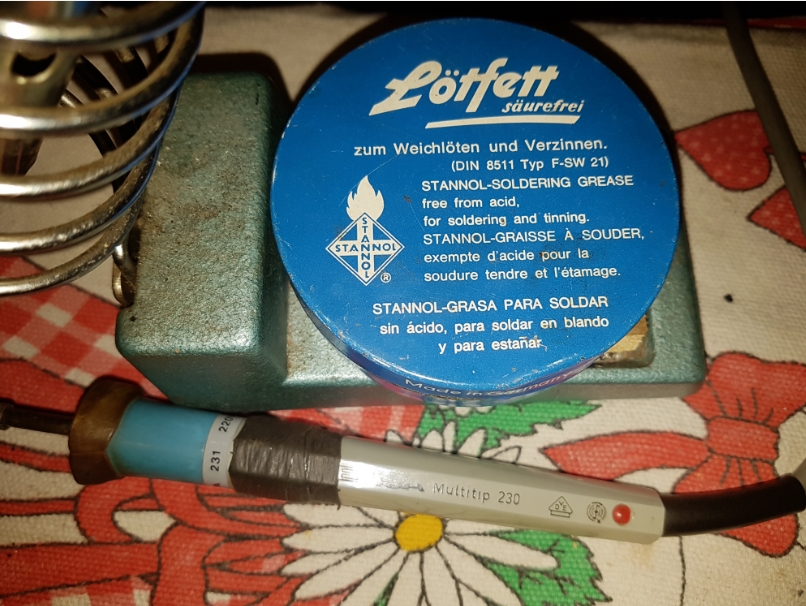 Lötfett
säurefrei
zum Weichlöten und Verzinnen.
(DIN 8511 Typ F-SW 21)
STANNOL-SOLDERING GREASE
free from acid,
for soldering and tinning.
STANNOL-GRAISSE À SOUDER,
exempte d'acide pour la
soudure tendre et l'étamage.
STANNOL
STANNOL
®
STANNOL-GRASA PARA SOLDAR
sin ácido, para soldar en blando
y para estañar.
Made in Germany
231 220
Multitip 230